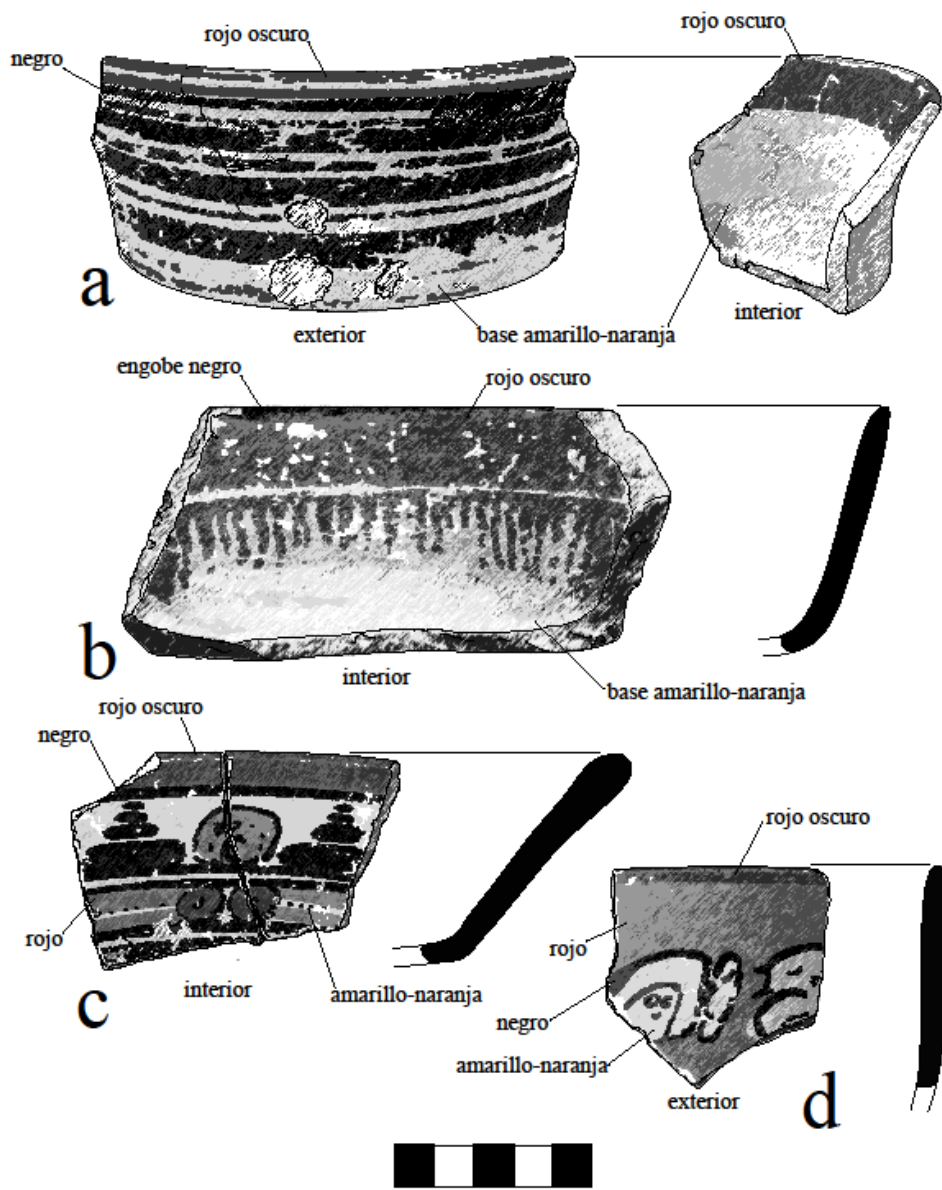 rojo oscuro
rojo oscuro
negro
a
exterior
base amarillo-naranja
interior
engobe negro
rojo oscuro
b
interior
base amarillo-naranja
rojo oscuro
negro
rojo oscuro
rojo
rojo
c
interior
amarillo-naranja
negro
amarillo-naranja
exterior
d